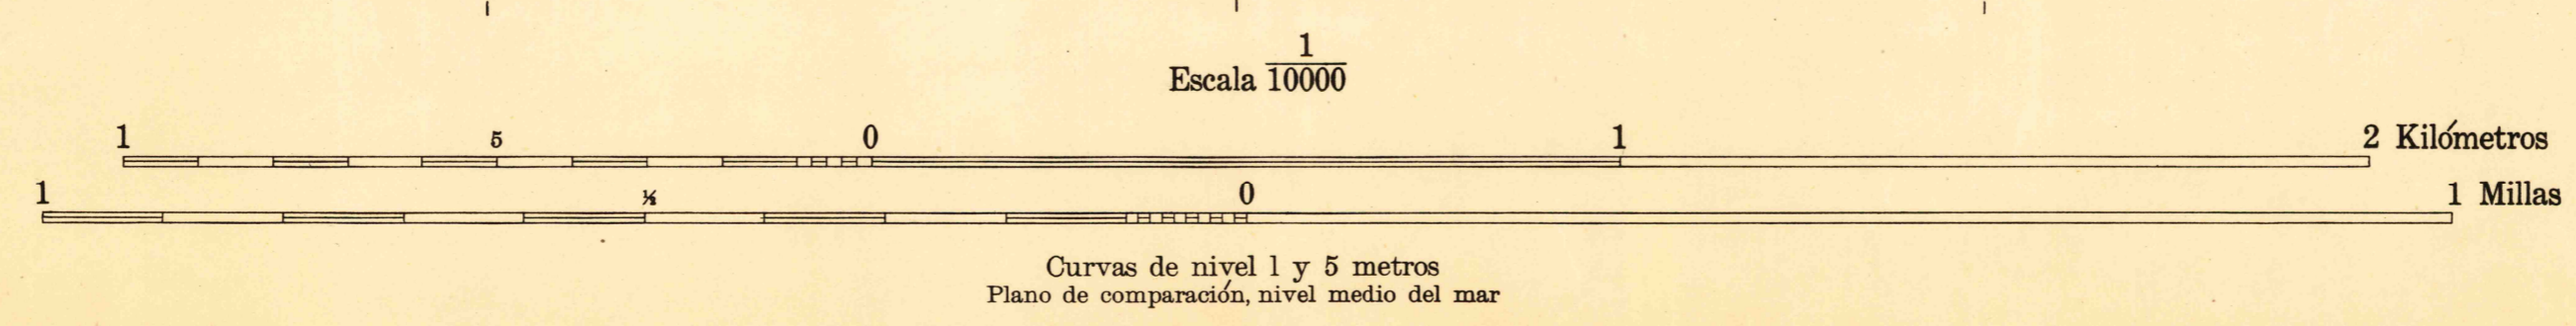 Escala 1/10000
1 5 0 1 2 Kilómetros
1 ½ 0 1 Millas
Curvas de nivel 1 y 5 metros
Plano de comparación, nivel medio del mar